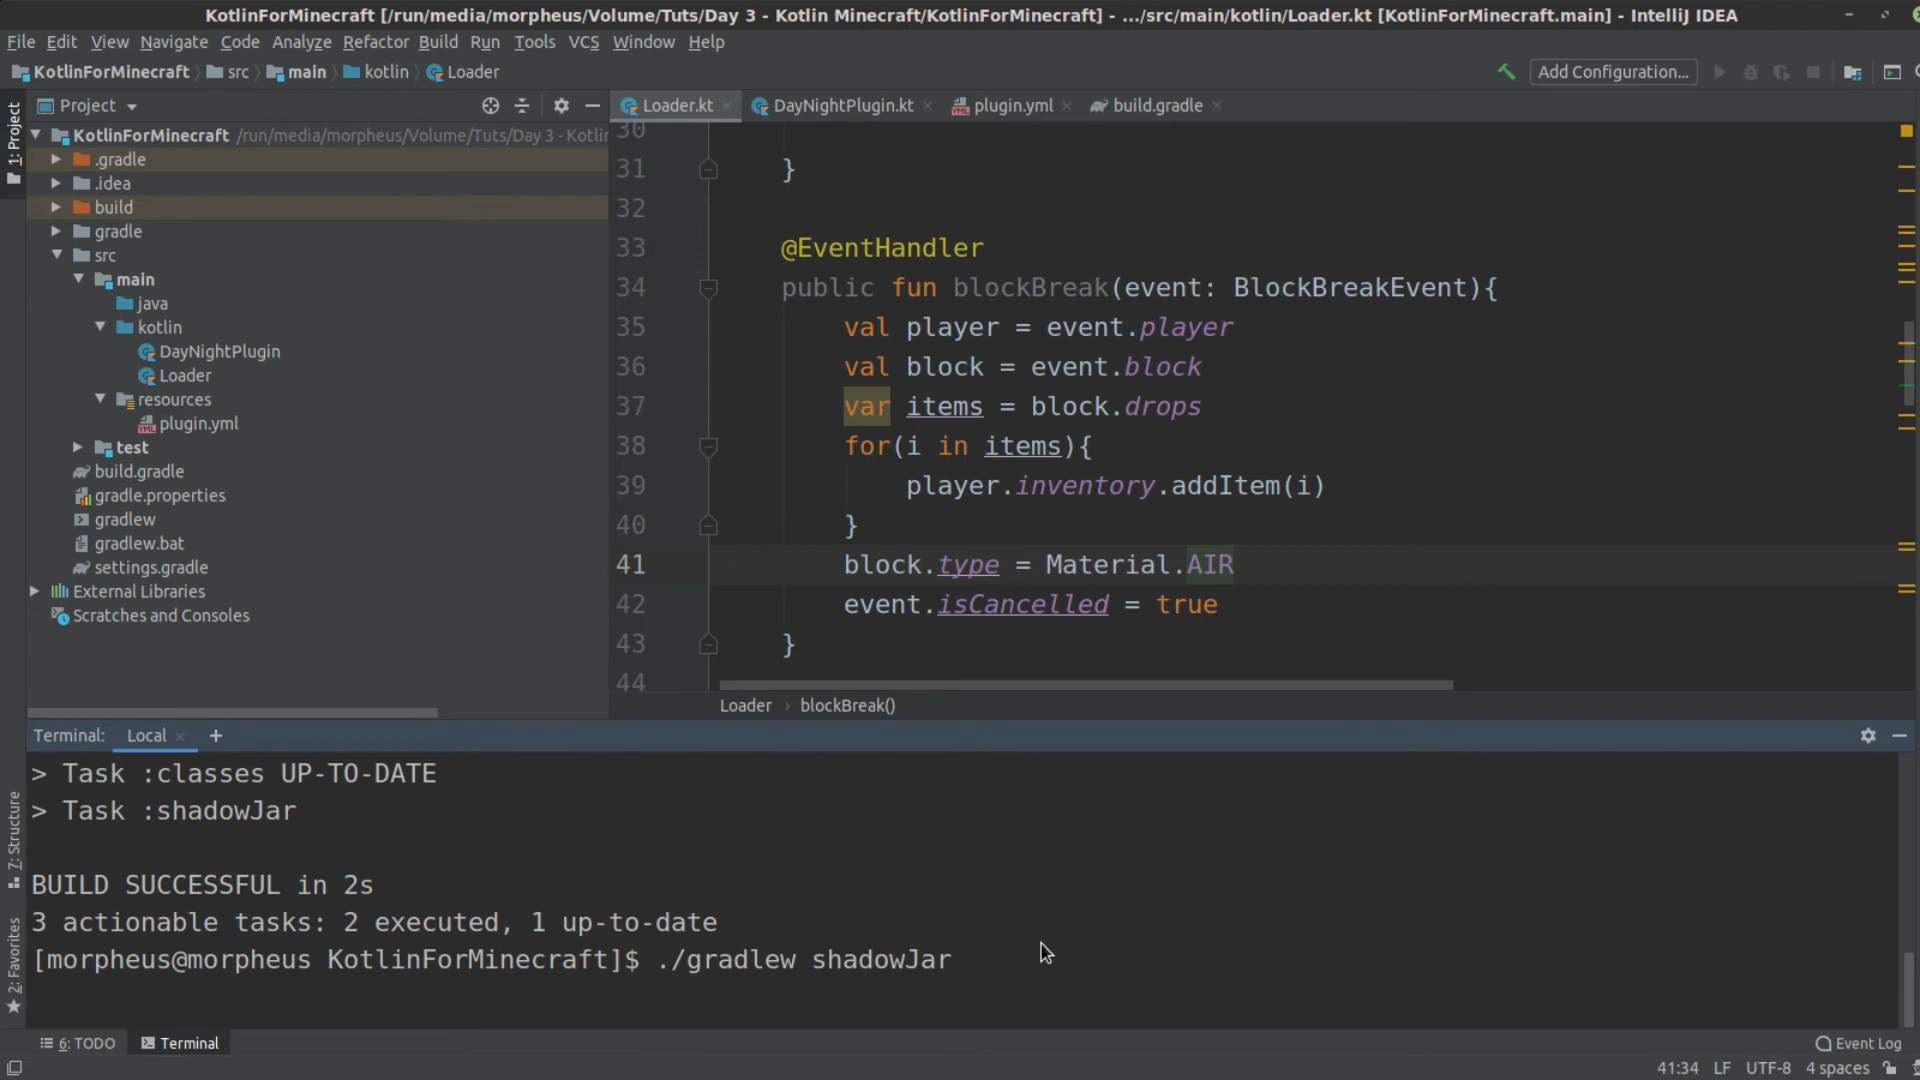 KotlinForMinecraft [/run/media/morpheus/Volume/Tuts/Day 3 - Kotlin Minecraft/KotlinForMinecraft] - .../src/main/kotlin/Loader.kt [KotlinForMinecraft.main] - IntelliJ IDEA
File Edit View Navigate Code Analyze Refactor Build Run Tools VCS Window Help
KotlinForMinecraft src main kotlin Loader
Add Configuration...
1: Project
Project
Loader.kt DayNightPlugin.kt plugin.yml build.gradle
KotlinForMinecraft /run/media/morpheus/Volume/Tuts/Day 3 - Kotlin
.gradle
.idea
build
gradle
src
main
java
kotlin
DayNightPlugin
Loader
resources
plugin.yml
test
build.gradle
gradle.properties
gradlew
gradlew.bat
settings.gradle
External Libraries
Scratches and Consoles
30
31 }
32
33 @EventHandler
34 public fun blockBreak(event: BlockBreakEvent){
35 val player = event.player
36 val block = event.block
37 var items = block.drops
38 for(i in items){
39 player.inventory.addItem(i)
40 }
41 block.type = Material.AIR
42 event.isCancelled = true
43 }
44
Loader › blockBreak()
Terminal: Local +
> Task :classes UP-TO-DATE
> Task :shadowJar
BUILD SUCCESSFUL in 2s
3 actionable tasks: 2 executed, 1 up-to-date
[morpheus@morpheus KotlinForMinecraft]$ ./gradlew shadowJar
7: Structure
2: Favorites
6: TODO Terminal Event Log
41:34 LF UTF-8 4 spaces